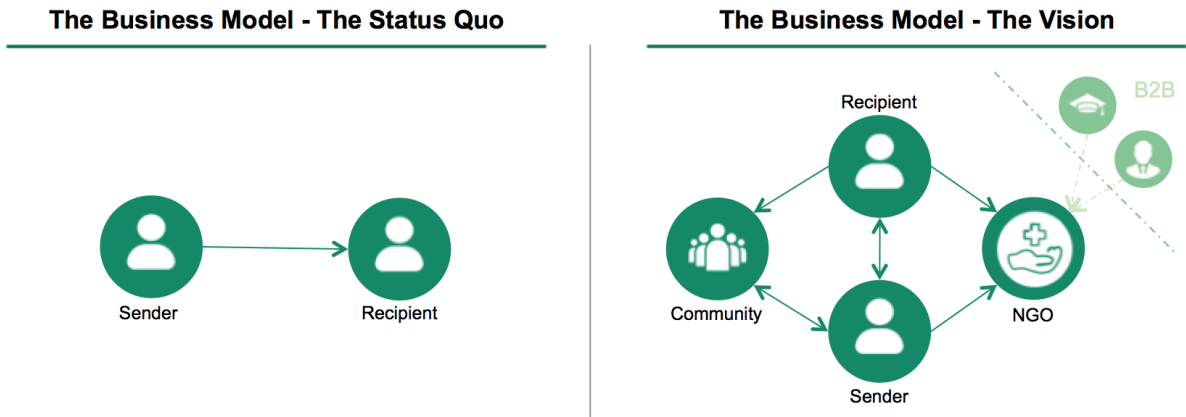 The Business Model - The Status Quo
Sender
Recipient
The Business Model - The Vision
B2B
Recipient
Community
NGO
Sender